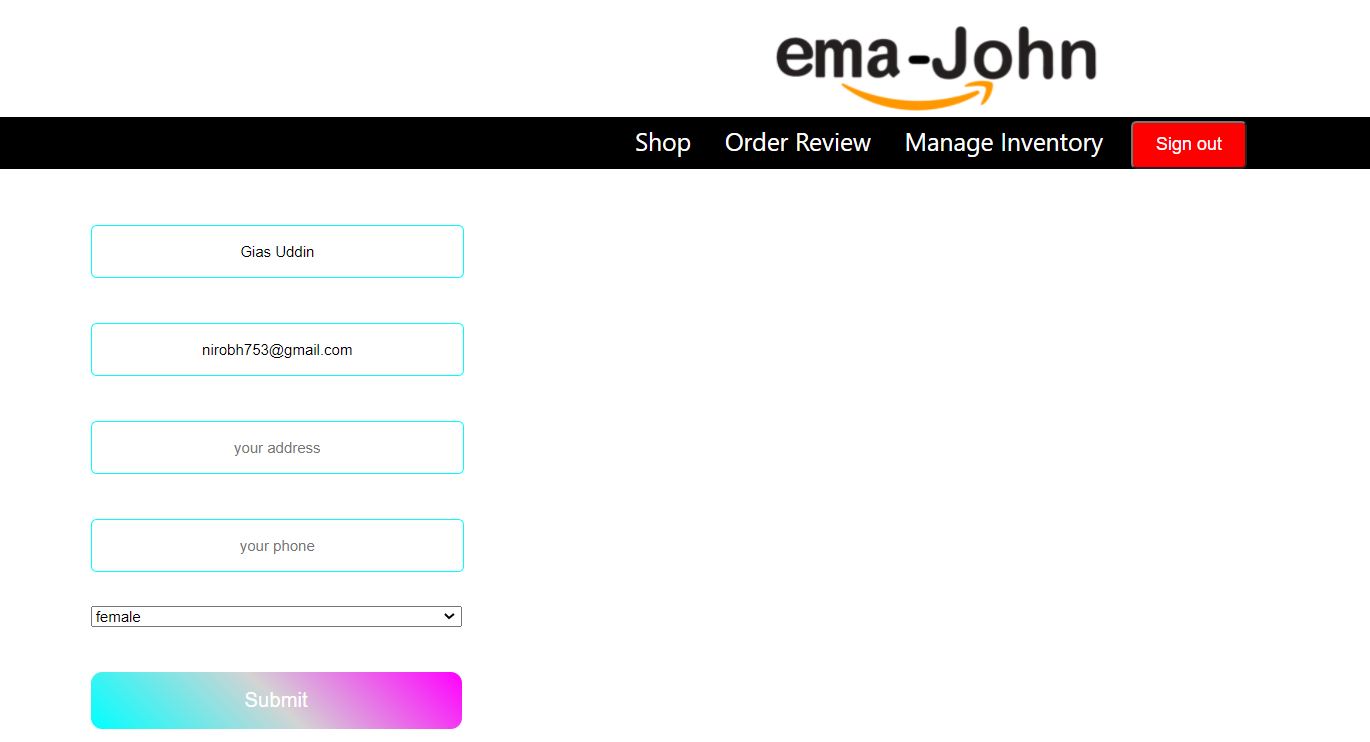 ema-John
Shop Order Review Manage Inventory Sign out
Gias Uddin
nirobh753@gmail.com
your address
your phone
female
Submit